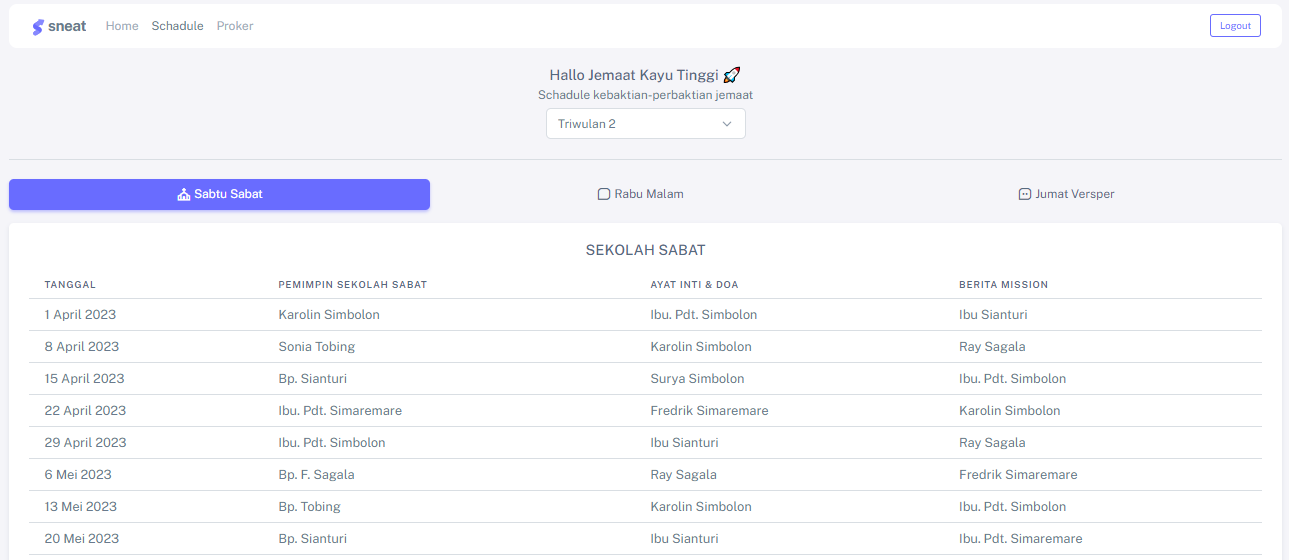 sneat Home Schadule Proker Logout
Hallo Jemaat Kayu Tinggi 🚀
Schadule kebaktian-perbaktian jemaat
Triwulan 2
Sabtu Sabat Rabu Malam Jumat Versper
SEKOLAH SABAT
TANGGAL PEMIMPIN SEKOLAH SABAT AYAT INTI & DOA BERITA MISSION
1 April 2023 Karolin Simbolon Ibu. Pdt. Simbolon Ibu Sianturi
8 April 2023 Sonia Tobing Karolin Simbolon Ray Sagala
15 April 2023 Bp. Sianturi Surya Simbolon Ibu. Pdt. Simbolon
22 April 2023 Ibu. Pdt. Simaremare Fredrik Simaremare Karolin Simbolon
29 April 2023 Ibu. Pdt. Simbolon Ibu Sianturi Ray Sagala
6 Mei 2023 Bp. F. Sagala Ray Sagala Fredrik Simaremare
13 Mei 2023 Bp. Tobing Karolin Simbolon Ibu. Pdt. Simbolon
20 Mei 2023 Bp. Sianturi Ibu Sianturi Ibu. Pdt. Simaremare